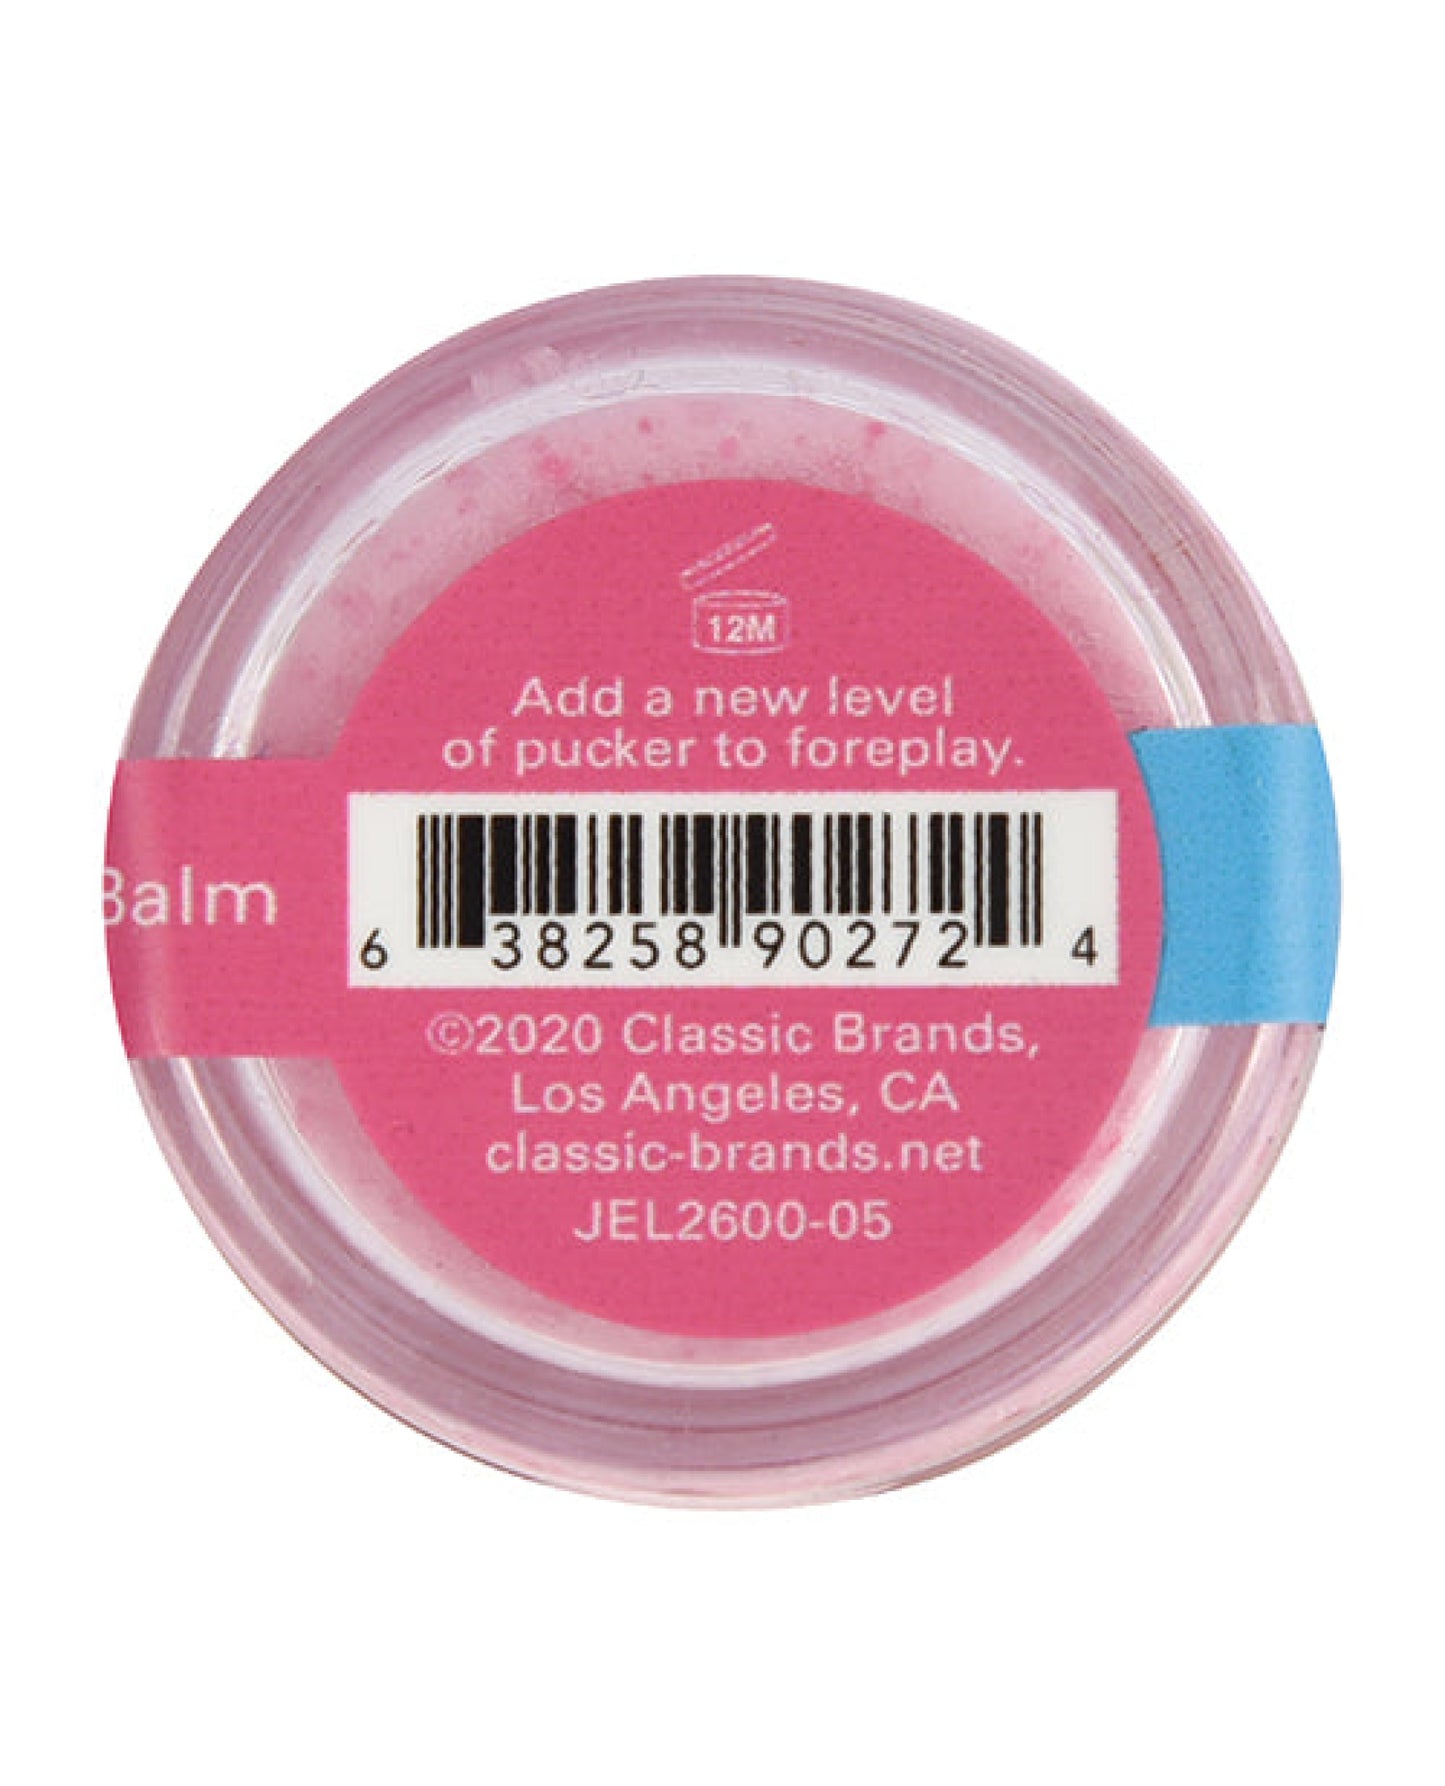 12M
Add a new level
of pucker to foreplay.
Balm
6 38258 90272 4
©2020 Classic Brands,
Los Angeles, CA
classic-brands.net
JEL2600-05